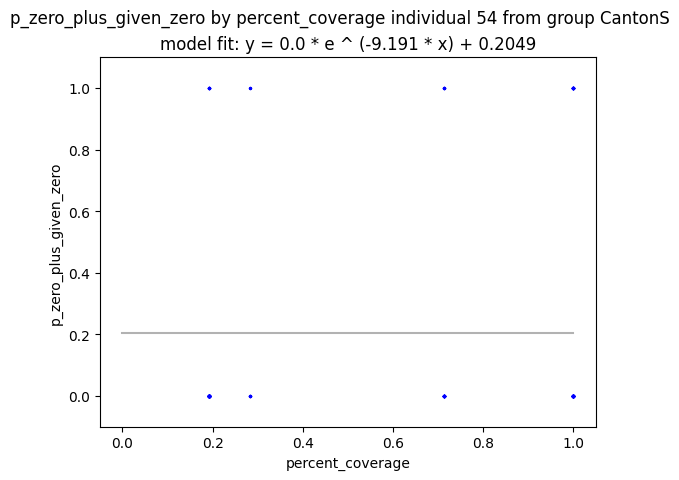 p_zero_plus_given_zero by percent_coverage individual 54 from group CantonS
model fit: y = 0.0 * e ^ (-9.191 * x) + 0.2049
1.0
0.8
0.6
0.4
0.2
0.0
p_zero_plus_given_zero
0.0 0.2 0.4 0.6 0.8 1.0
percent_coverage